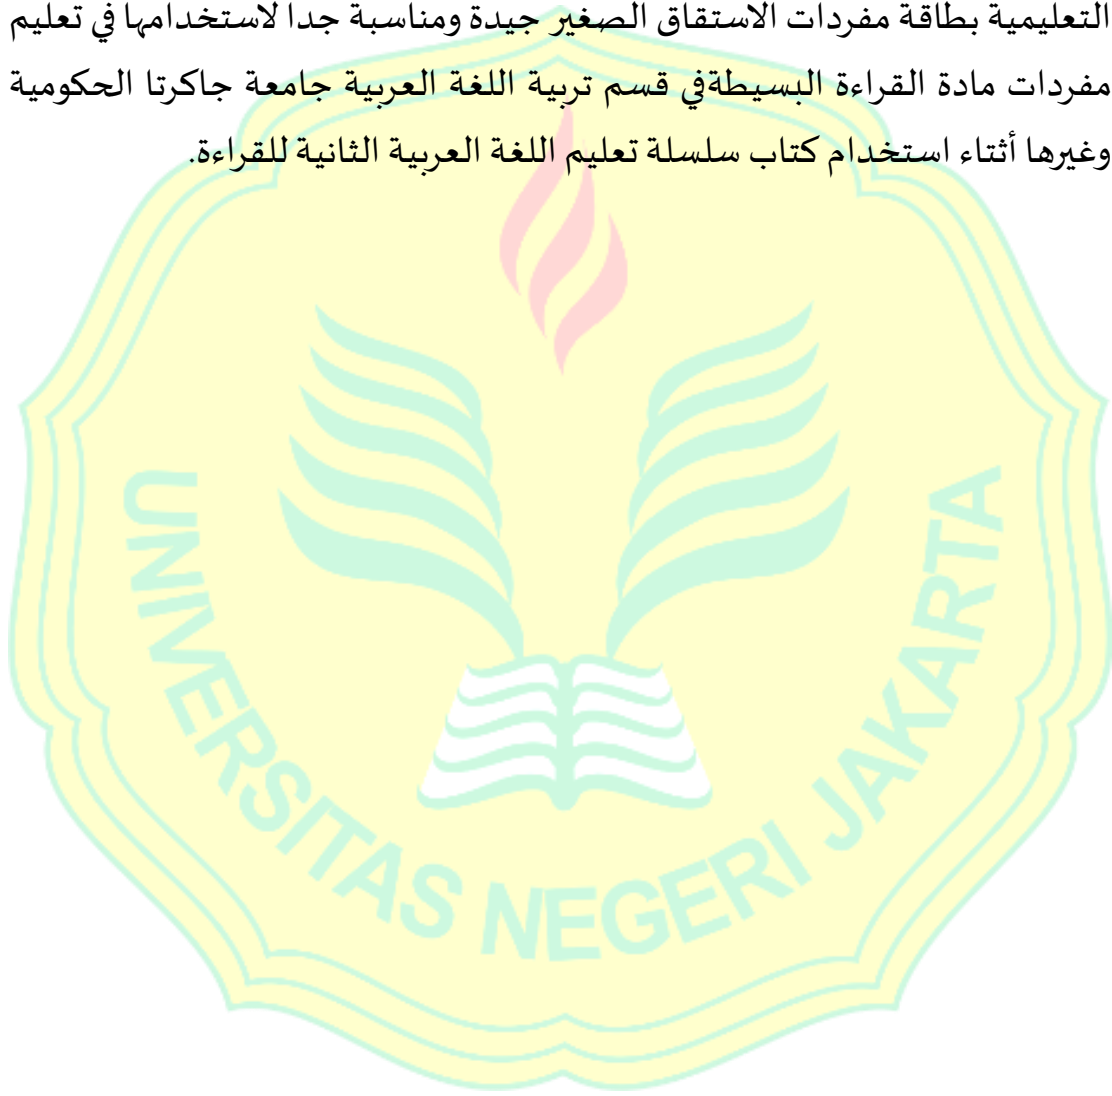 التعليمية بطاقة مفردات الاستقاق الصغير جيدة ومناسبة جدا لاستخدامها في تعليم
مفردات مادة القراءة البسيطةفي قسم تربية اللغة العربية جامعة جاكرتا الحكومية
وغيرها أثتاء استخدام كتاب سلسلة تعليم اللغة العربية الثانية للقراءة.
UNIVERSITAS NEGERI JAKARTA